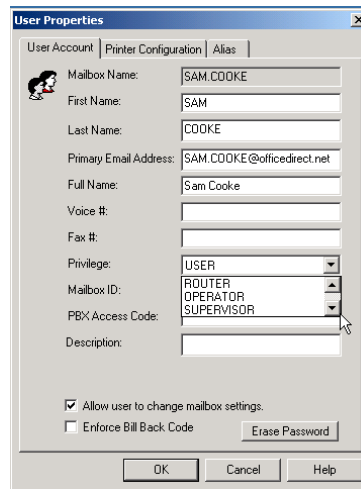 User Properties
User Account Printer Configuration Alias
Mailbox Name: SAM.COOKE
First Name: SAM
Last Name: COOKE
Primary Email Address: SAM.COOKE@officedirect.net
Full Name: Sam Cooke
Voice #:
Fax #:
Privilege: USER
ROUTER
Mailbox ID: OPERATOR
SUPERVISOR
PBX Access Code:
Description:
Allow user to change mailbox settings.
Enforce Bill Back Code Erase Password
OK Cancel Help